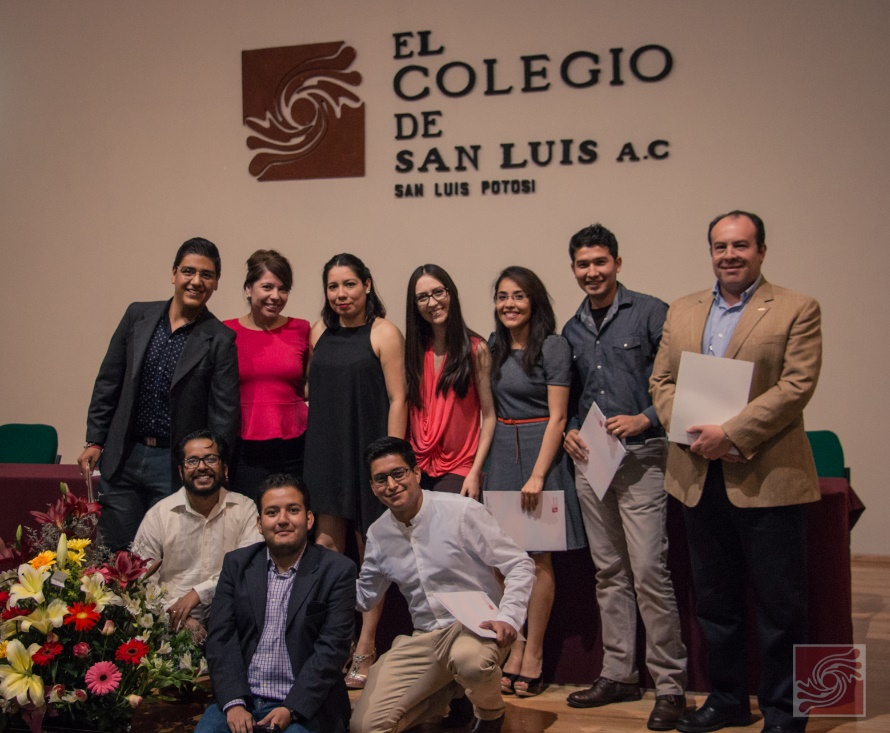 EL
COLEGIO
DE
SAN LUIS A.C
SAN LUIS POTOSI